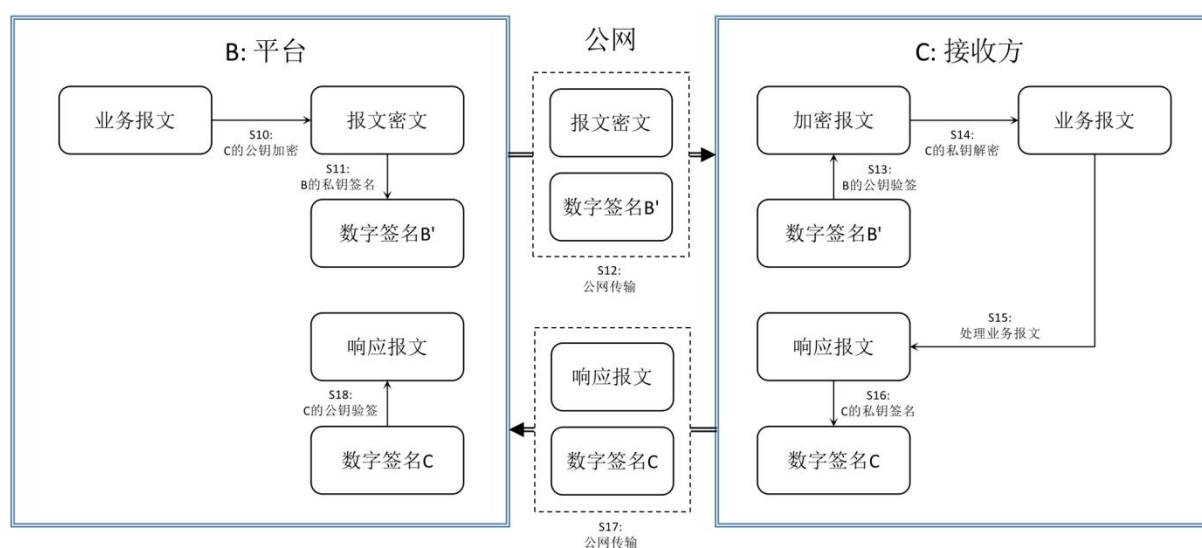 B: 平台
业务报文
S10:
C的公钥加密
报文密文
S11:
B的私钥签名
数字签名B'
响应报文
S18:
C的公钥验签
数字签名C
公网
报文密文
数字签名B'
S12:
公网传输
响应报文
数字签名C
S17:
公网传输
C: 接收方
加密报文
S14:
C的私钥解密
业务报文
S13:
B的公钥验签
数字签名B'
S15:
处理业务报文
响应报文
S16:
C的私钥签名
数字签名C